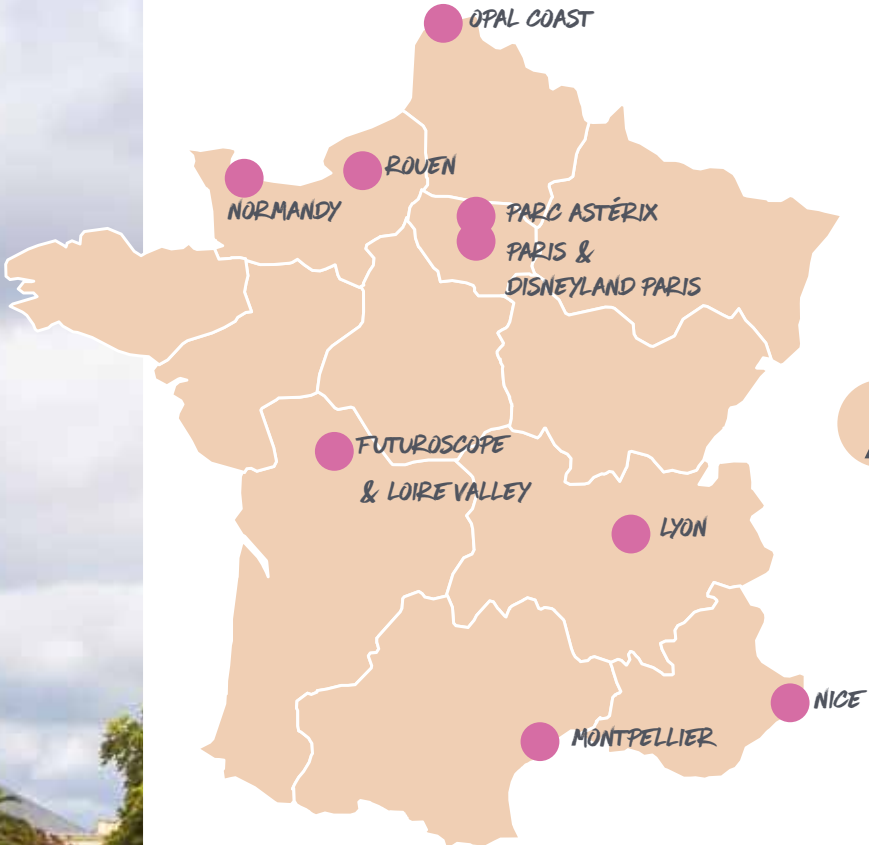 OPAL COAST
ROUEN
NORMANDY
PARC ASTÉRIX
PARIS &
DISNEYLAND PARIS
FUTUROSCOPE
& LOIRE VALLEY
LYON
NICE
MONTPELLIER